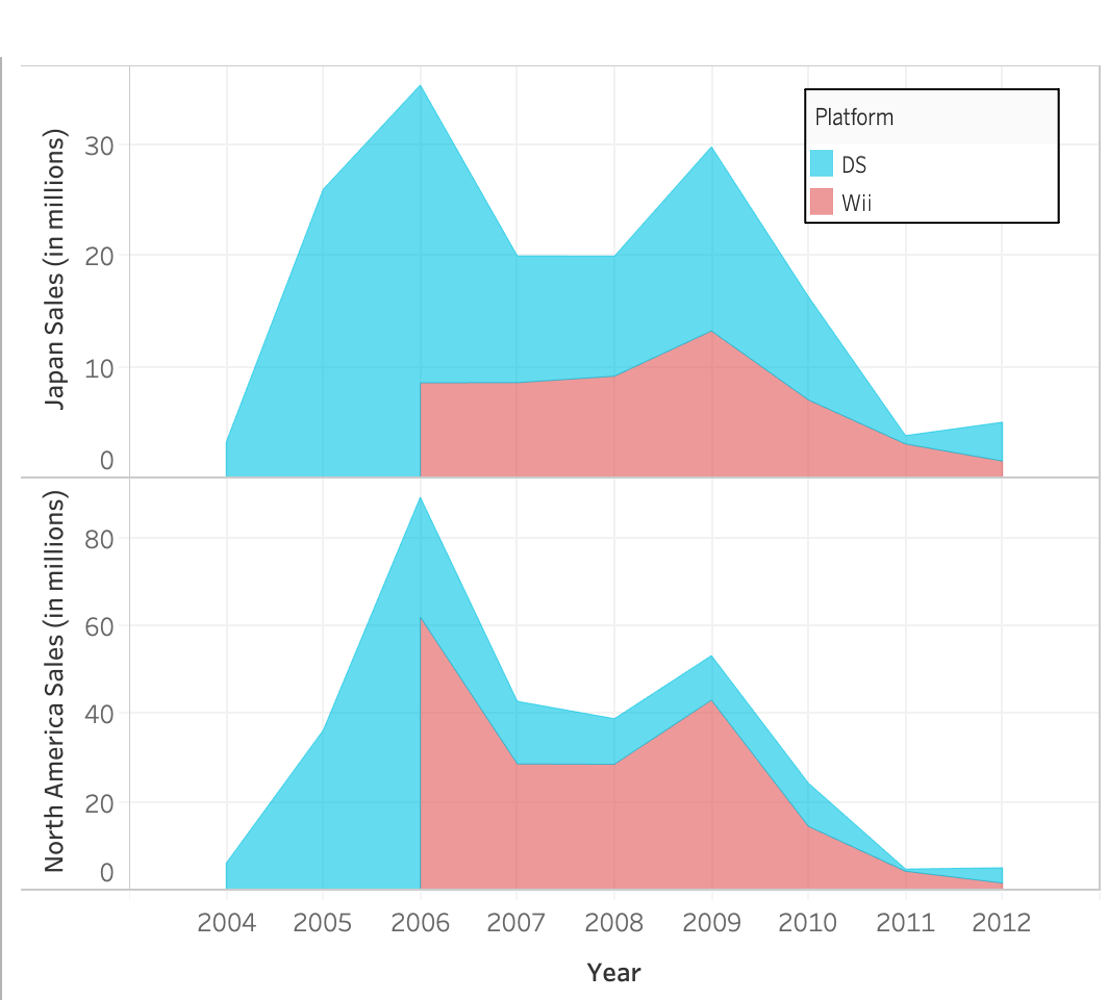 Japan Sales (in millions)
30
20
10
0
Platform
DS
Wii
North America Sales (in millions)
80
60
40
20
0
2004 2005 2006 2007 2008 2009 2010 2011 2012
Year